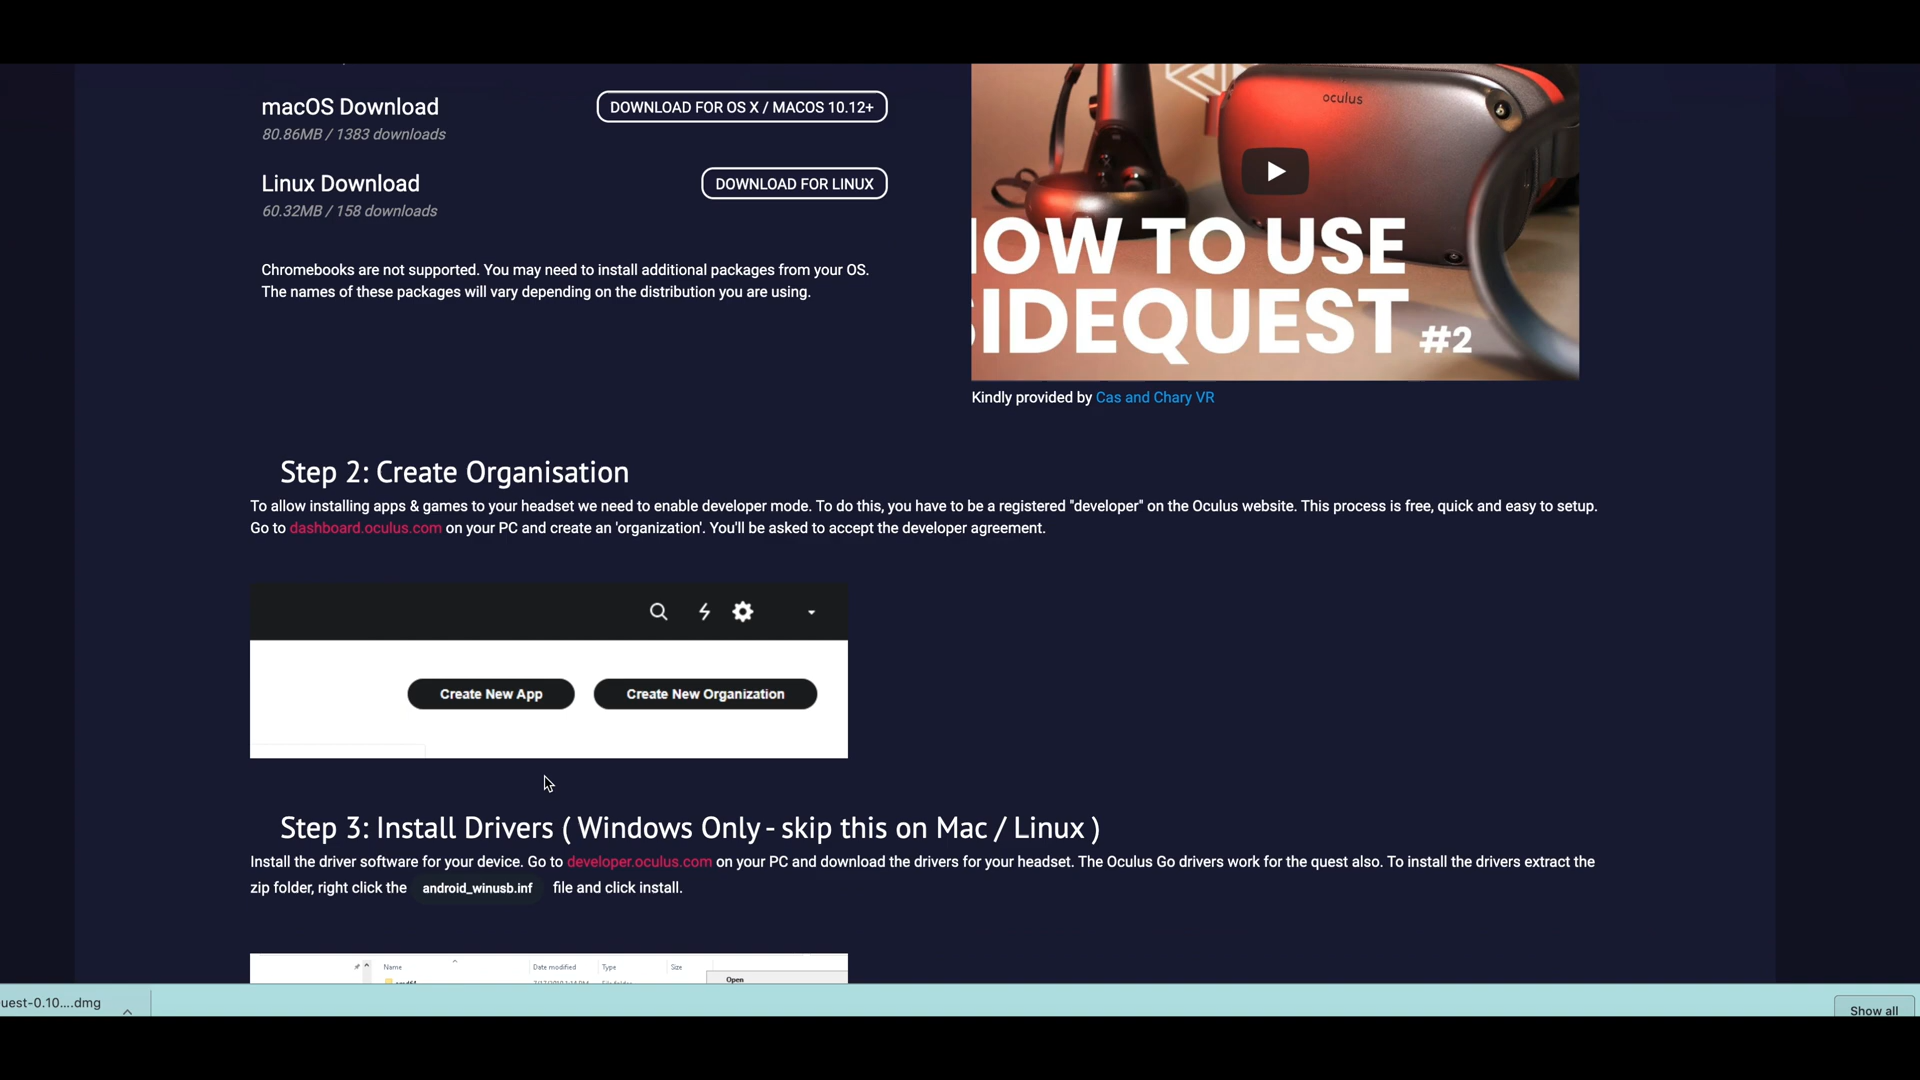 macOS Download
DOWNLOAD FOR OS X / MACOS 10.12+
80.86MB / 1383 downloads
Linux Download
DOWNLOAD FOR LINUX
60.32MB / 158 downloads
Chromebooks are not supported. You may need to install additional packages from your OS.
The names of these packages will vary depending on the distribution you are using.
oculus
OW TO USE
IDEQUEST #2
Kindly provided by Cas and Chary VR
Step 2: Create Organisation
To allow installing apps & games to your headset we need to enable developer mode. To do this, you have to be a registered "developer" on the Oculus website. This process is free, quick and easy to setup.
Go to dashboard.oculus.com on your PC and create an 'organization'. You'll be asked to accept the developer agreement.
Create New App
Create New Organization
Step 3: Install Drivers ( Windows Only - skip this on Mac / Linux )
Install the driver software for your device. Go to developer.oculus.com on your PC and download the drivers for your headset. The Oculus Go drivers work for the quest also. To install the drivers extract the
zip folder, right click the android_winusb.inf file and click install.
Name Date modified Type Size
Open
uest-0.10....dmg
Show all